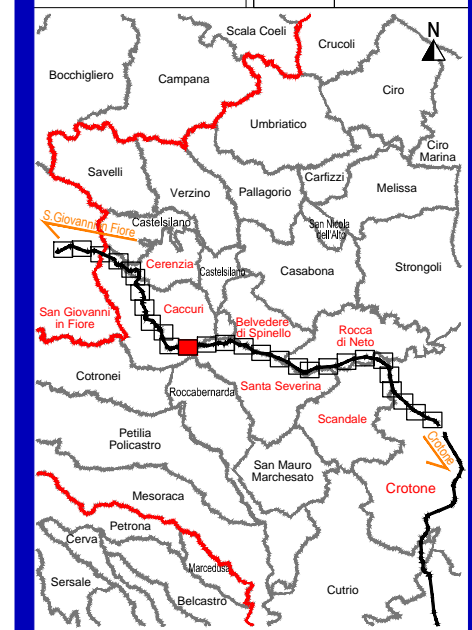 Scala Coeli
Crucoli
N
Bocchigliero
Campana
Ciro
Umbriatico
Ciro
Marina
Savelli
Carfizzi
Verzino
Pallagorio
Melissa
S.Giovanni in Fiore
Castelsilano
San Nicola
dell'Alto
Cerenzia
Castelsilano
Casabona
Strongoli
San Giovanni
in Fiore
Caccuri
Belvedere
di Spinello
Rocca
di Neto
Cotronei
Roccabernarda
Santa Severina
Scandale
Petilia
Policastro
Crotone
San Mauro
Marchesato
Mesoraca
Crotone
Petrona
Cerva
Marcedusa
Sersale
Belcastro
Cutrio